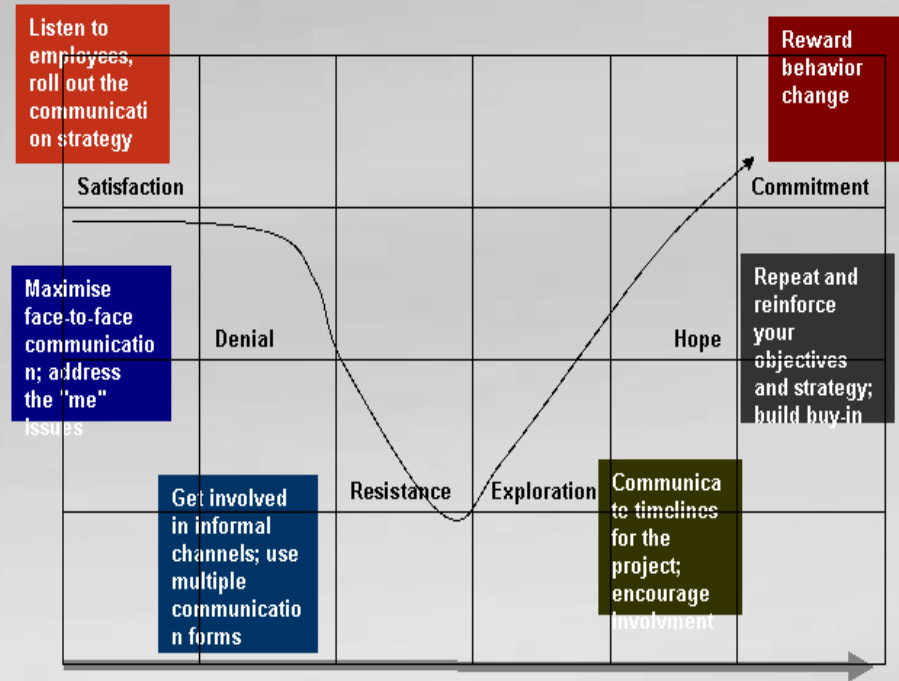 Listen to
employees,
roll out the
communicati
on strategy
Reward
behavior
change
Satisfaction
Commitment
Maximise
face-to-face
communicatio
n; address
the "me"
issues
Denial
Hope
Repeat and
reinforce
your
objectives
and strategy;
build buy-in
Get involved
in informal
channels; use
multiple
communicatio
n forms
Resistance
Exploration
Communica
te timelines
for the
project;
encourage
involvment